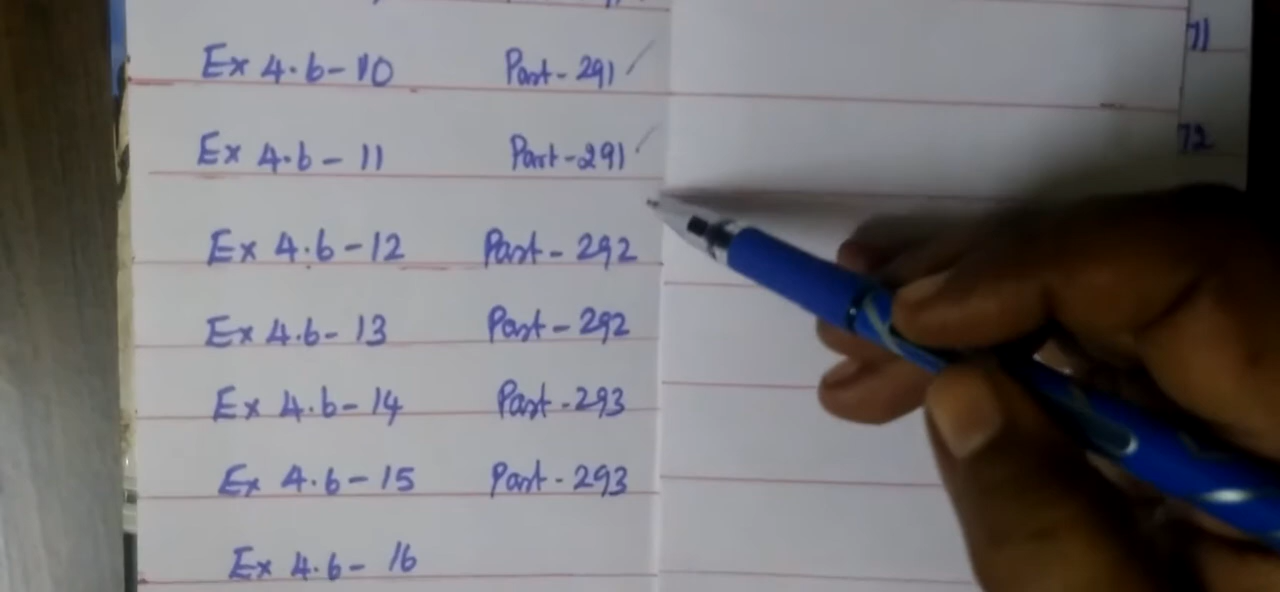 Ex 4.6-10 Part-291 ✓
Ex 4.6-11 Part-291 ✓
Ex 4.6-12 Part-292
Ex 4.6-13 Part-292
Ex 4.6-14 Part-293
Ex 4.6-15 Part-293
Ex 4.6-16
71
72